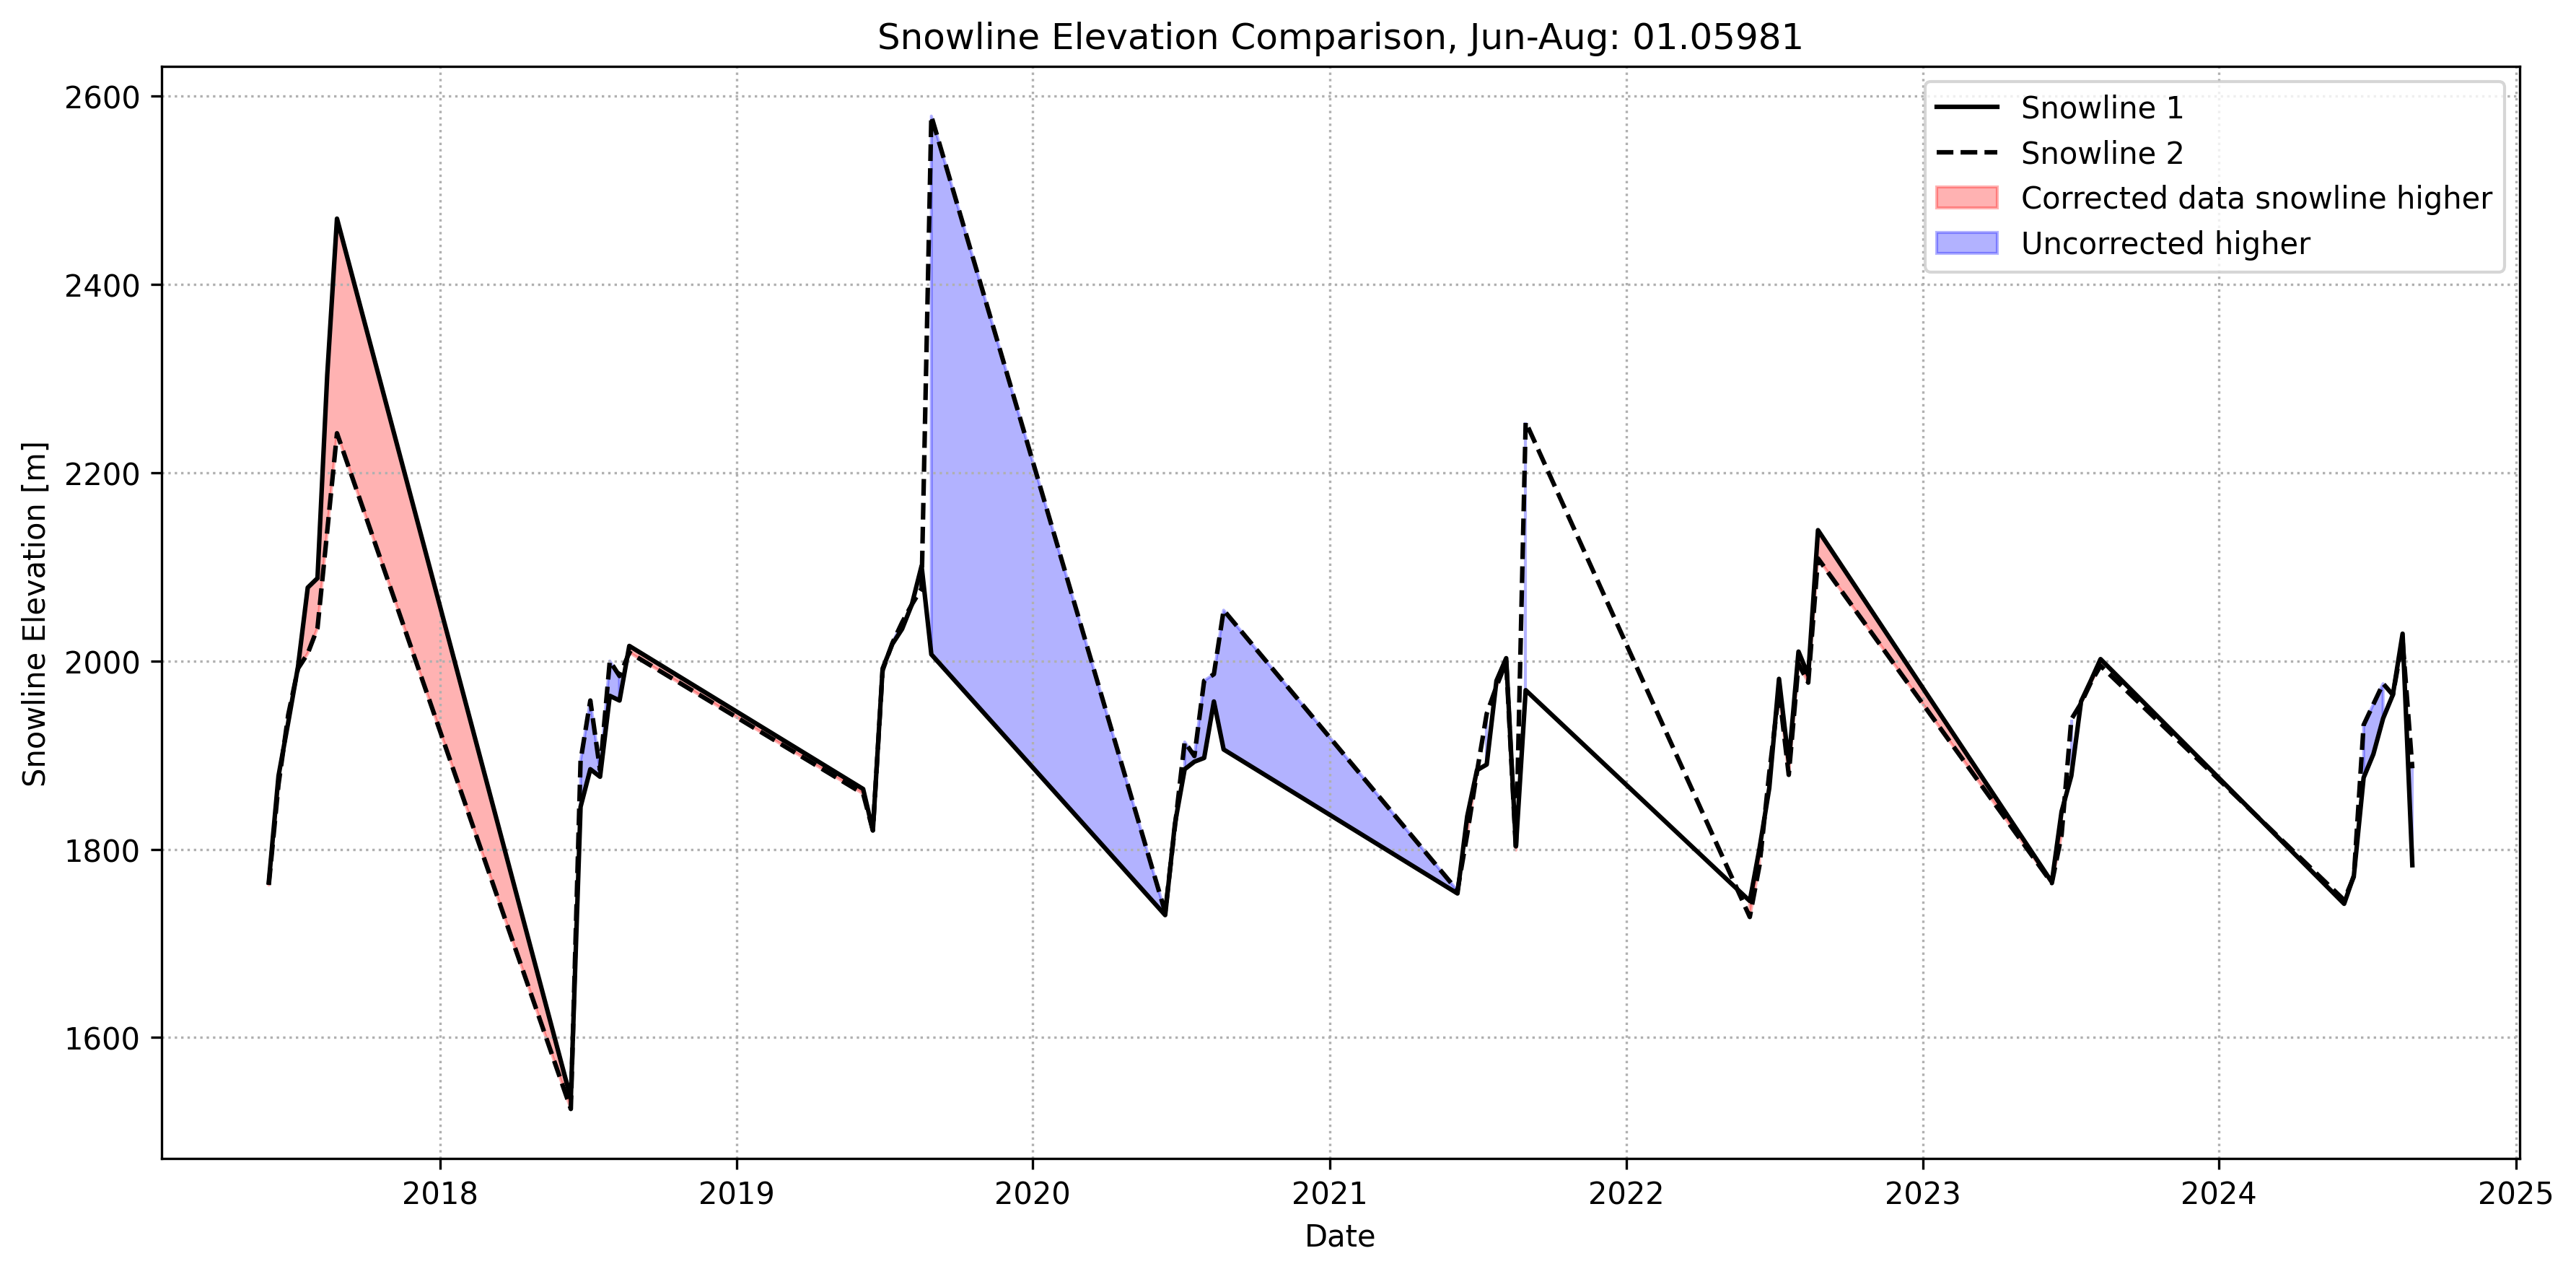 Snowline Elevation Comparison, Jun-Aug: 01.05981
Snowline 1
Snowline 2
Corrected data snowline higher
Uncorrected higher
Snowline Elevation [m]
2600
2400
2200
2000
1800
1600
2018 2019 2020 2021 2022 2023 2024 2025
Date